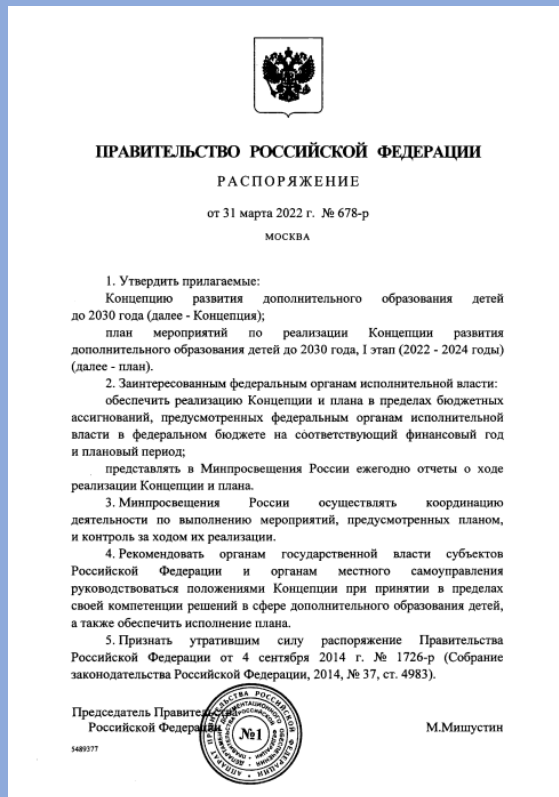 ПРАВИТЕЛЬСТВО РОССИЙСКОЙ ФЕДЕРАЦИИ
РАСПОРЯЖЕНИЕ
от 31 марта 2022 г. № 678-р
МОСКВА
1. Утвердить прилагаемые:
Концепцию развития дополнительного образования детей
до 2030 года (далее - Концепция);
план мероприятий по реализации Концепции развития
дополнительного образования детей до 2030 года, I этап (2022 - 2024 годы)
(далее - план).
2. Заинтересованным федеральным органам исполнительной власти:
обеспечить реализацию Концепции и плана в пределах бюджетных
ассигнований, предусмотренных федеральным органам исполнительной
власти в федеральном бюджете на соответствующий финансовый год
и плановый период;
представлять в Минпросвещения России ежегодно отчеты о ходе
реализации Концепции и плана.
3. Минпросвещения России осуществлять координацию
деятельности по выполнению мероприятий, предусмотренных планом,
и контроль за ходом их реализации.
4. Рекомендовать органам государственной власти субъектов
Российской Федерации и органам местного самоуправления
руководствоваться положениями Концепции при принятии в пределах
своей компетенции решений в сфере дополнительного образования детей,
а также обеспечить исполнение плана.
5. Признать утратившим силу распоряжение Правительства
Российской Федерации от 4 сентября 2014 г. № 1726-р (Собрание
законодательства Российской Федерации, 2014, № 37, ст. 4983).
Председатель Правительства
Российской Федерации
М.Мишустин
5489377
АППАРАТ ПРАВИТЕЛЬСТВА РОССИЙСКОЙ ФЕДЕРАЦИИ
№1